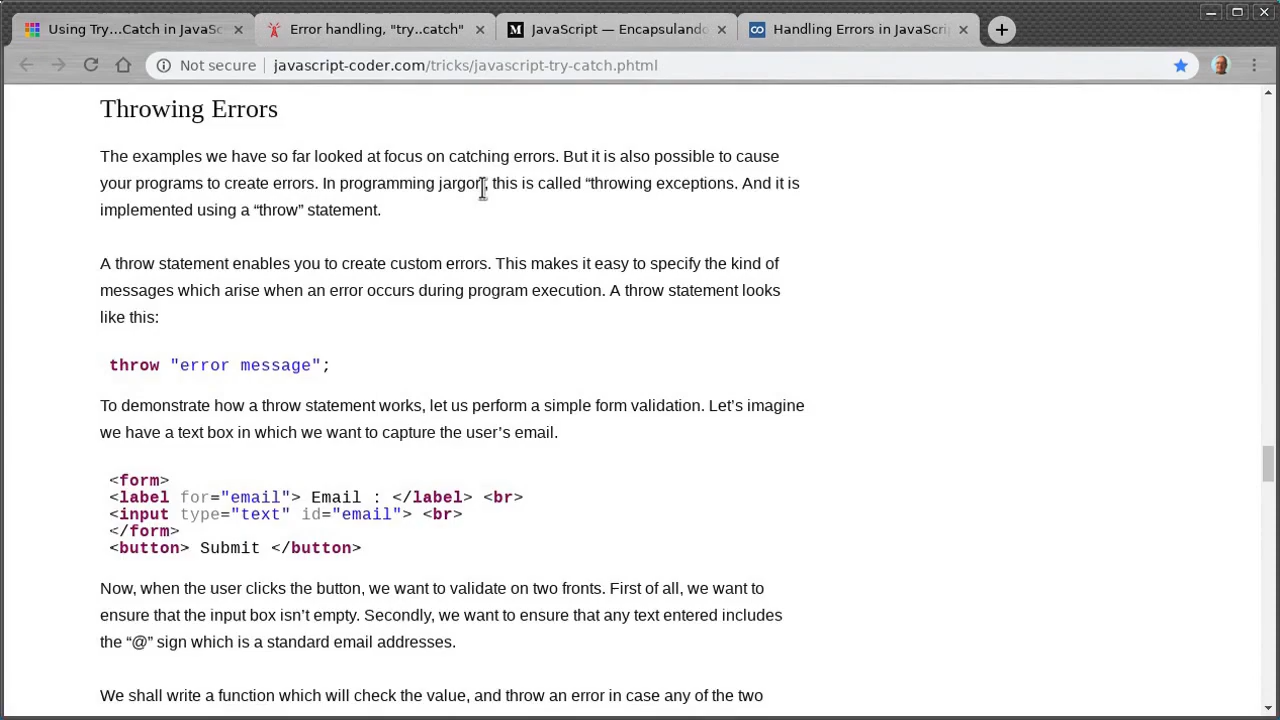 Using Try...Catch in JavaSc
Error handling, "try..catch"
JavaScript — Encapsulando
Handling Errors in JavaScrip
Not secure
javascript-coder.com/tricks/javascript-try-catch.phtml
Throwing Errors
The examples we have so far looked at focus on catching errors. But it is also possible to cause
your programs to create errors. In programming jargon, this is called “throwing exceptions. And it is
implemented using a “throw” statement.
A throw statement enables you to create custom errors. This makes it easy to specify the kind of
messages which arise when an error occurs during program execution. A throw statement looks
like this:
throw "error message";
To demonstrate how a throw statement works, let us perform a simple form validation. Let’s imagine
we have a text box in which we want to capture the user’s email.
<form>
<label for="email"> Email : </label> <br>
<input type="text" id="email"> <br>
</form>
<button> Submit </button>
Now, when the user clicks the button, we want to validate on two fronts. First of all, we want to
ensure that the input box isn’t empty. Secondly, we want to ensure that any text entered includes
the “@” sign which is a standard email addresses.
We shall write a function which will check the value, and throw an error in case any of the two